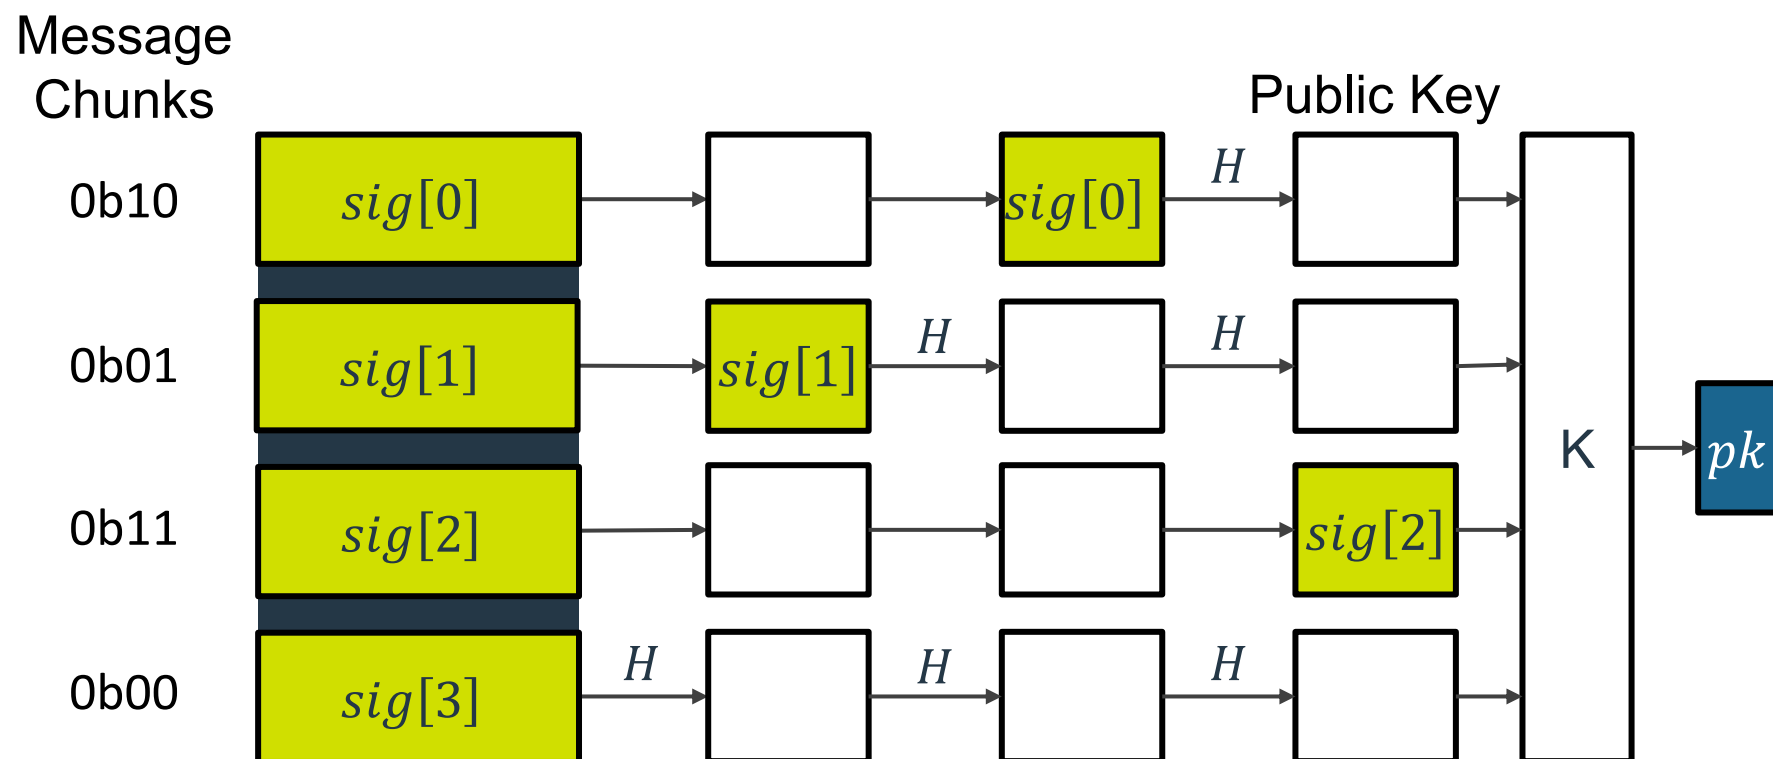 Message
Chunks
Public Key
0b10
sig[0]
sig[0]
H
0b01
sig[1]
sig[1]
H
H
0b11
sig[2]
sig[2]
0b00
sig[3]
H
H
H
K
pk